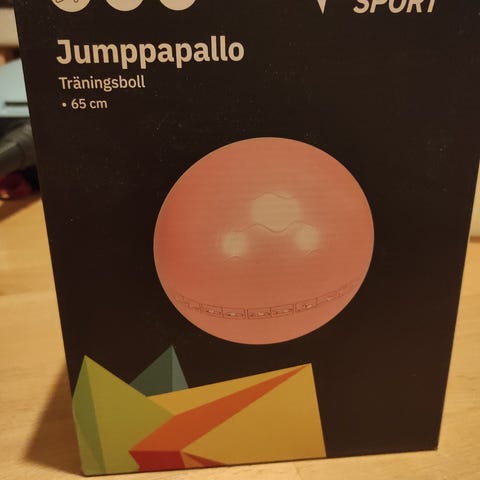 SPORT
Jumppapallo
Träningsboll
• 65 cm